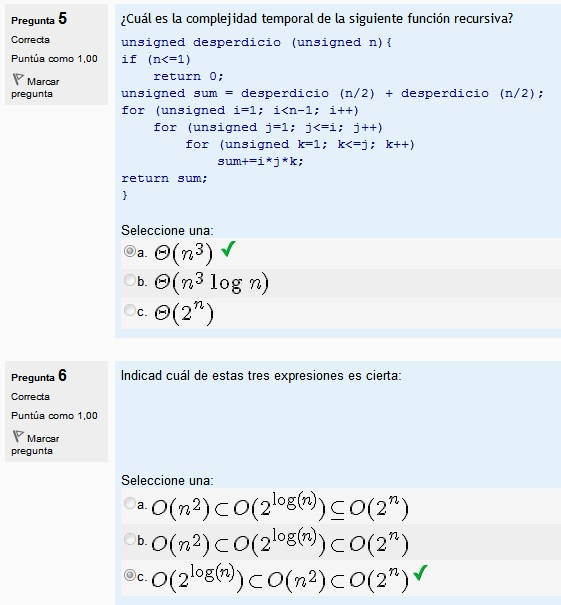 Pregunta 5
Correcta
Puntúa como 1,00
Marcar
pregunta
¿Cuál es la complejidad temporal de la siguiente función recursiva?
unsigned desperdicio (unsigned n){
if (n<=1)
return 0;
unsigned sum = desperdicio (n/2) + desperdicio (n/2);
for (unsigned i=1; i<n-1; i++)
for (unsigned j=1; j<=i; j++)
for (unsigned k=1; k<=j; k++)
sum+=i*j*k;
return sum;
}
Seleccione una:
a. Θ(n³) ✓
b. Θ(n³ log n)
c. Θ(2ⁿ)
Pregunta 6
Correcta
Puntúa como 1,00
Marcar
pregunta
Indicad cuál de estas tres expresiones es cierta:
Seleccione una:
a. O(n²) ⊂ O(2^log(n)) ⊆ O(2ⁿ)
b. O(n²) ⊂ O(2^log(n)) ⊂ O(2ⁿ)
c. O(2^log(n)) ⊂ O(n²) ⊂ O(2ⁿ) ✓